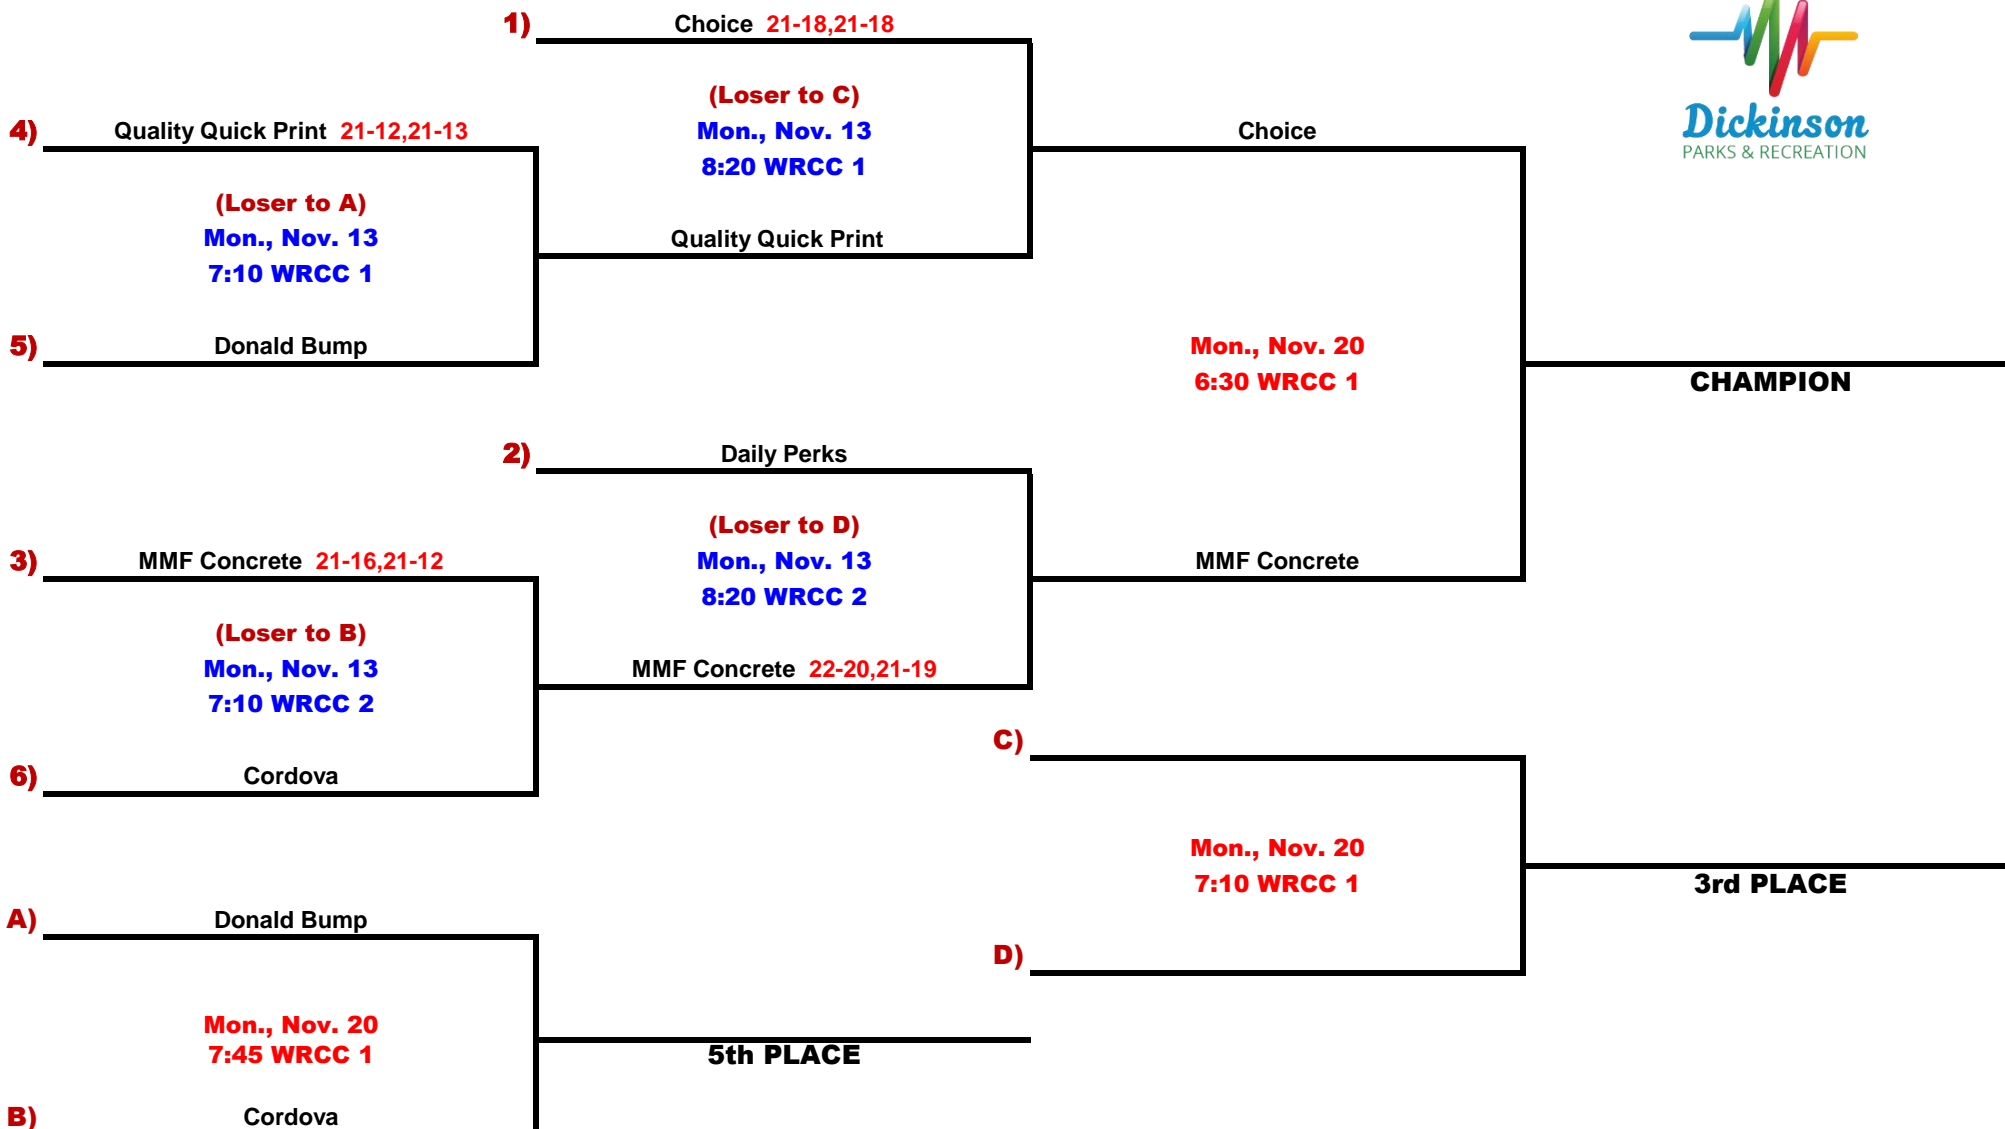 1) Choice 21-18,21-18
(Loser to C)
Mon., Nov. 13
8:20 WRCC 1
Quality Quick Print
4) Quality Quick Print 21-12,21-13
(Loser to A)
Mon., Nov. 13
7:10 WRCC 1
5) Donald Bump
Choice
Mon., Nov. 20
6:30 WRCC 1
CHAMPION
Dickinson
PARKS & RECREATION
2) Daily Perks
(Loser to D)
Mon., Nov. 13
8:20 WRCC 2
MMF Concrete 22-20,21-19
3) MMF Concrete 21-16,21-12
(Loser to B)
Mon., Nov. 13
7:10 WRCC 2
6) Cordova
MMF Concrete
C)
Mon., Nov. 20
7:10 WRCC 1
3rd PLACE
D)
A) Donald Bump
Mon., Nov. 20
7:45 WRCC 1
5th PLACE
B) Cordova